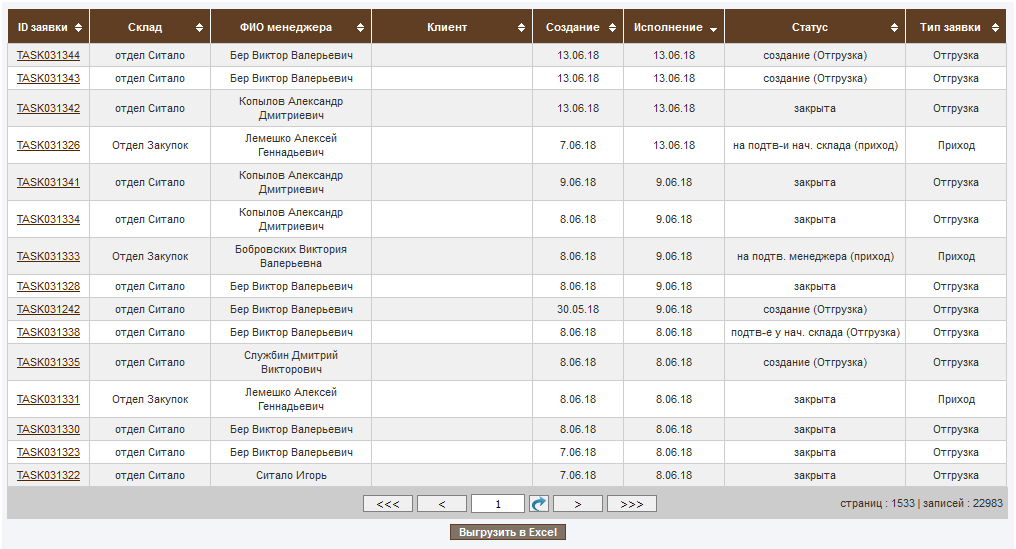 ID заявки Склад ФИО менеджера Клиент Создание Исполнение Статус Тип заявки
TASK031344 отдел Ситало Бер Виктор Валерьевич 13.06.18 13.06.18 создание (Отгрузка) Отгрузка
TASK031343 отдел Ситало Бер Виктор Валерьевич 13.06.18 13.06.18 создание (Отгрузка) Отгрузка
TASK031342 отдел Ситало Копылов Александр Дмитриевич 13.06.18 13.06.18 закрыта Отгрузка
TASK031326 Отдел Закупок Лемешко Алексей Геннадьевич 7.06.18 13.06.18 на подтв-и нач. склада (приход) Приход
TASK031341 отдел Ситало Копылов Александр Дмитриевич 9.06.18 9.06.18 закрыта Отгрузка
TASK031334 отдел Ситало Копылов Александр Дмитриевич 8.06.18 9.06.18 закрыта Отгрузка
TASK031333 Отдел Закупок Бобровских Виктория Валерьевна 8.06.18 9.06.18 на подтв. менеджера (приход) Приход
TASK031328 отдел Ситало Бер Виктор Валерьевич 8.06.18 9.06.18 закрыта Отгрузка
TASK031242 отдел Ситало Бер Виктор Валерьевич 30.05.18 9.06.18 создание (Отгрузка) Отгрузка
TASK031338 отдел Ситало Бер Виктор Валерьевич 8.06.18 8.06.18 подтв-е у нач. склада (Отгрузка) Отгрузка
TASK031335 отдел Ситало Службин Дмитрий Викторович 8.06.18 8.06.18 создание (Отгрузка) Отгрузка
TASK031331 Отдел Закупок Лемешко Алексей Геннадьевич 8.06.18 8.06.18 закрыта Приход
TASK031330 отдел Ситало Бер Виктор Валерьевич 8.06.18 8.06.18 закрыта Отгрузка
TASK031323 отдел Ситало Бер Виктор Валерьевич 7.06.18 8.06.18 закрыта Отгрузка
TASK031322 отдел Ситало Ситало Игорь 7.06.18 8.06.18 закрыта Отгрузка
<<< < 1 > >>> страниц : 1533 | записей : 22983
Выгрузить в Excel